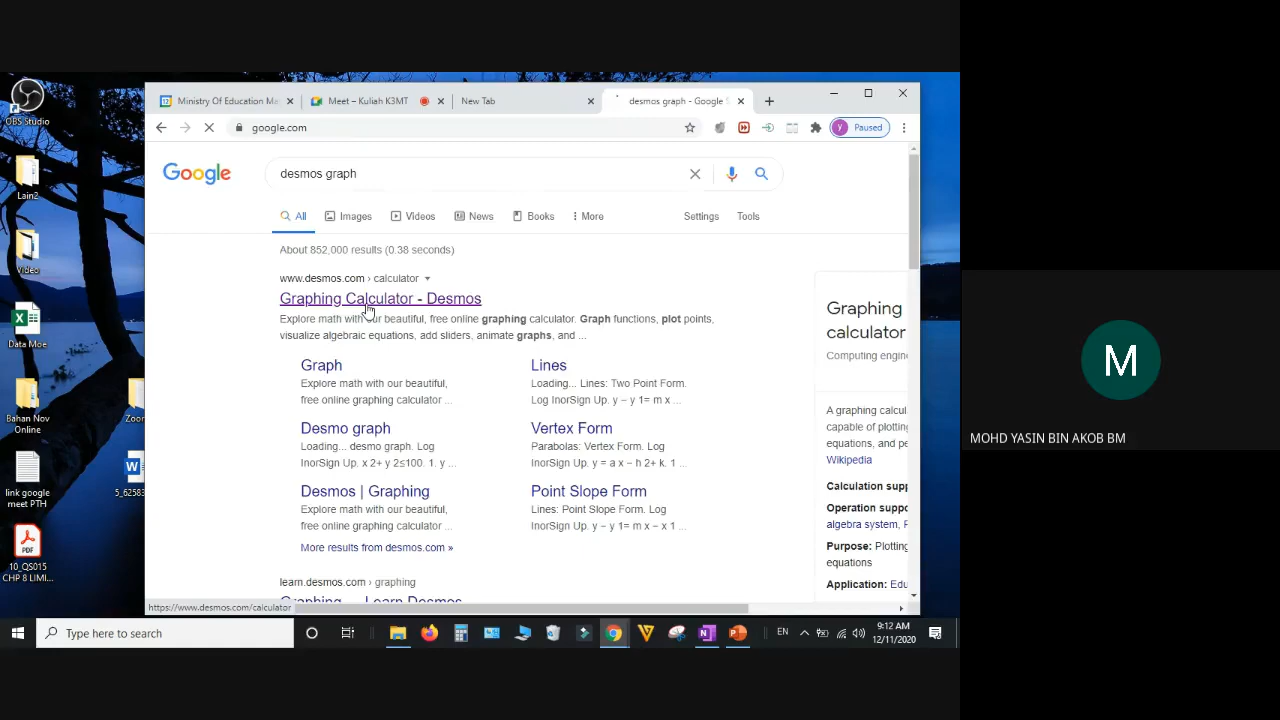 Ministry Of Education Ma
Meet – Kuliah K3MT
New Tab
desmos graph - Google S
google.com
y Paused
Google
desmos graph
All
Images
Videos
News
Books
More
Settings
Tools
About 852,000 results (0.38 seconds)
www.desmos.com › calculator
Graphing Calculator - Desmos
Explore math with our beautiful, free online graphing calculator. Graph functions, plot points,
visualize algebraic equations, add sliders, animate graphs, and ...
Graph
Explore math with our beautiful,
free online graphing calculator ...
Lines
Loading... Lines: Two Point Form.
Log InorSign Up. y − y 1= m x ...
Desmo graph
Loading... desmo graph. Log
InorSign Up. x 2+ y 2≤100. 1. y ...
Vertex Form
Parabolas: Vertex Form. Log
InorSign Up. y = a x − h 2+ k. 1 ...
Desmos | Graphing
Explore math with our beautiful,
free online graphing calculator ...
Point Slope Form
Lines: Point Slope Form. Log
InorSign Up. y − y 1= m x − x 1 ...
More results from desmos.com »
learn.desmos.com › graphing
Graphing
Learn Desmos
Graphing
calculator
Computing engin
A graphing calcul
capable of plotting
equations, and pe
Wikipedia
Calculation supp
Operation suppo
algebra system, F
Purpose: Plotting
equations
Application: Edu
https://www.desmos.com/calculator
OBS Studio
Lain2
Video
Data Moe
Bahan Nov
Online
Zoon
link google
meet PTH
5_62583
PDF
10_QS015
CHP 8 LIMI...
Type here to search
EN
9:12 AM
12/11/2020
M
MOHD YASIN BIN AKOB BM